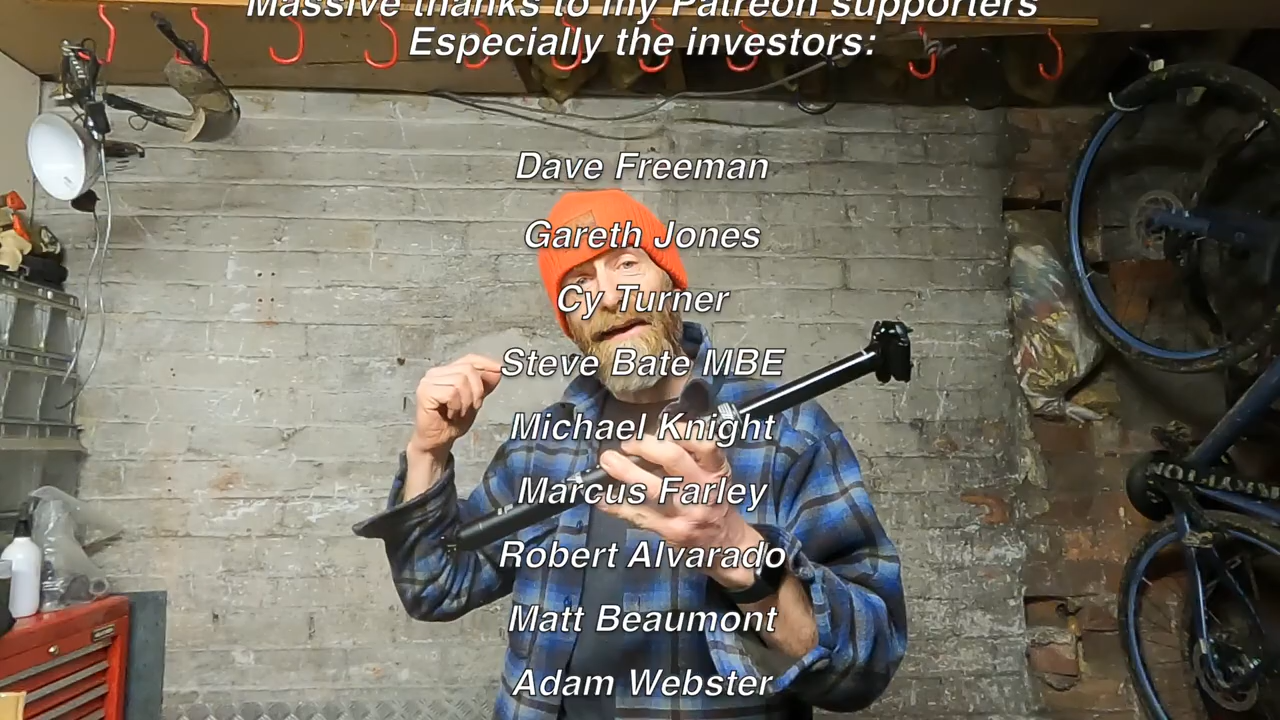 Massive thanks to my Patreon supporters
Especially the investors:
Dave Freeman
Gareth Jones
Cy Turner
Steve Bate MBE
Michael Knight
Marcus Farley
Robert Alvarado
Matt Beaumont
Adam Webster